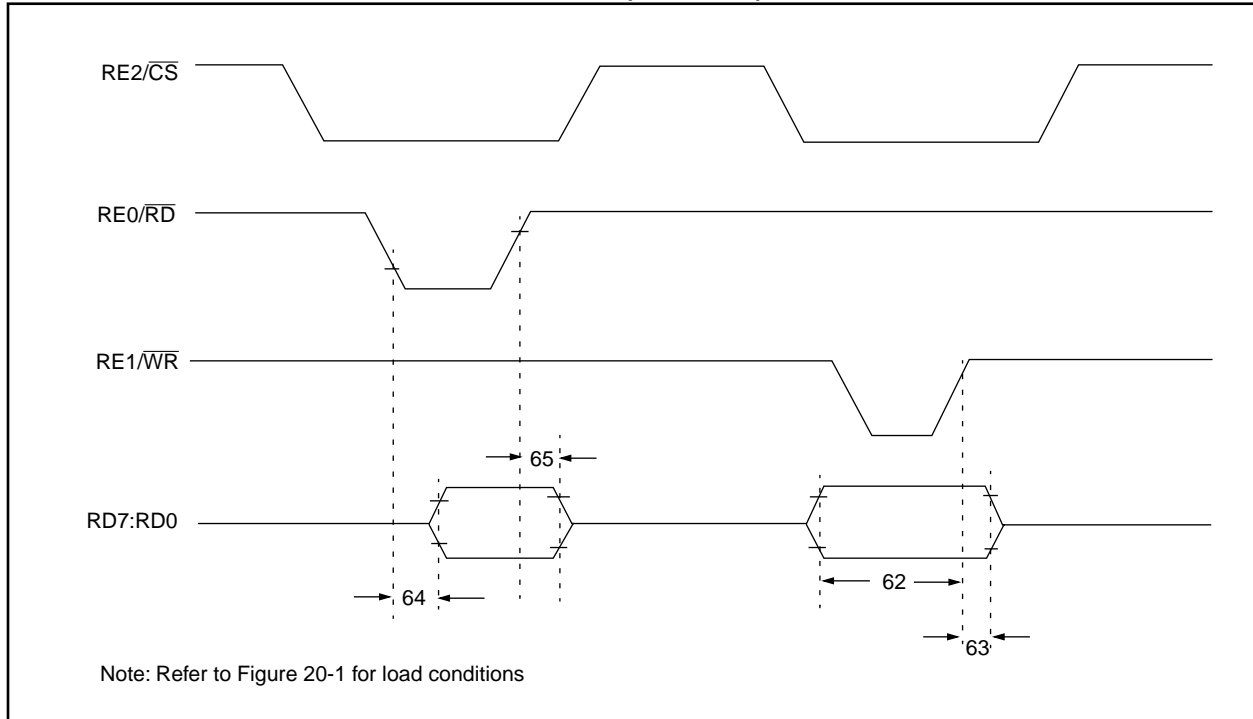 RE2/CS
RE0/RD
RE1/WR
65
RD7:RD0
64
62
63
Note: Refer to Figure 20-1 for load conditions